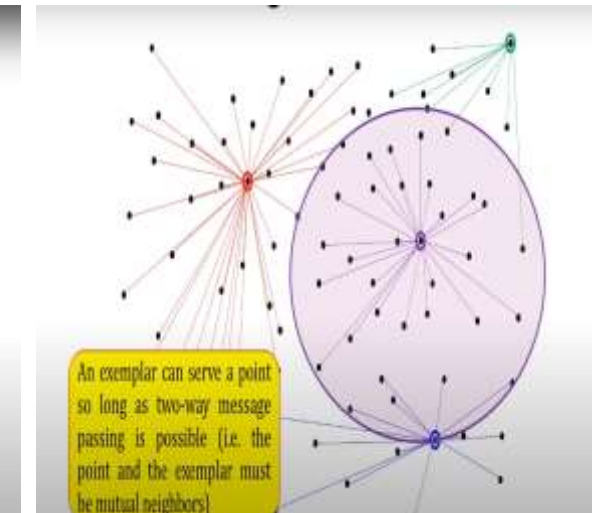 An exemplar can serve a point
so long as two-way message
passing is possible (i.e. the
point and the exemplar must
be mutual neighbors)